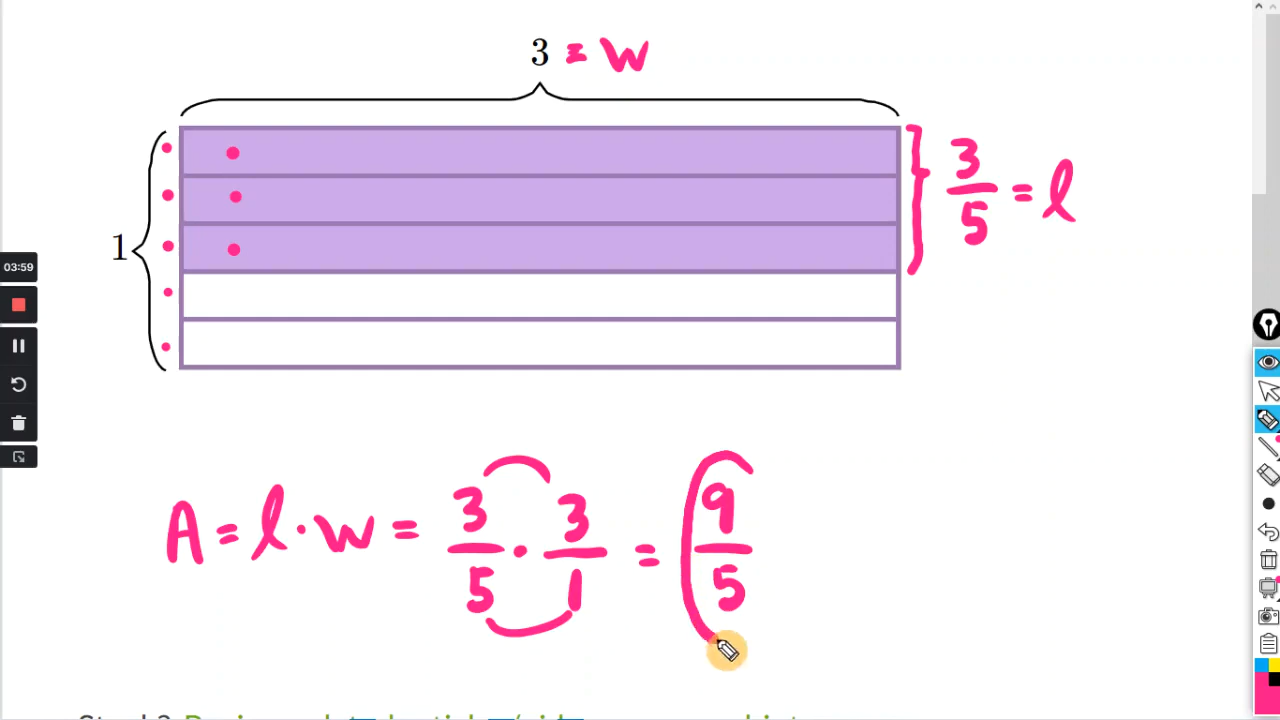 3 = w
1
3/5 = l
03:59
A = l · w = 3/5 · 3/1 = 9/5